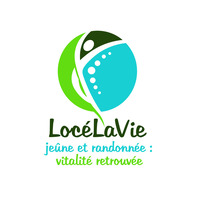 LocéLaVie
jeûne et randonnée :
vitalité retrouvée